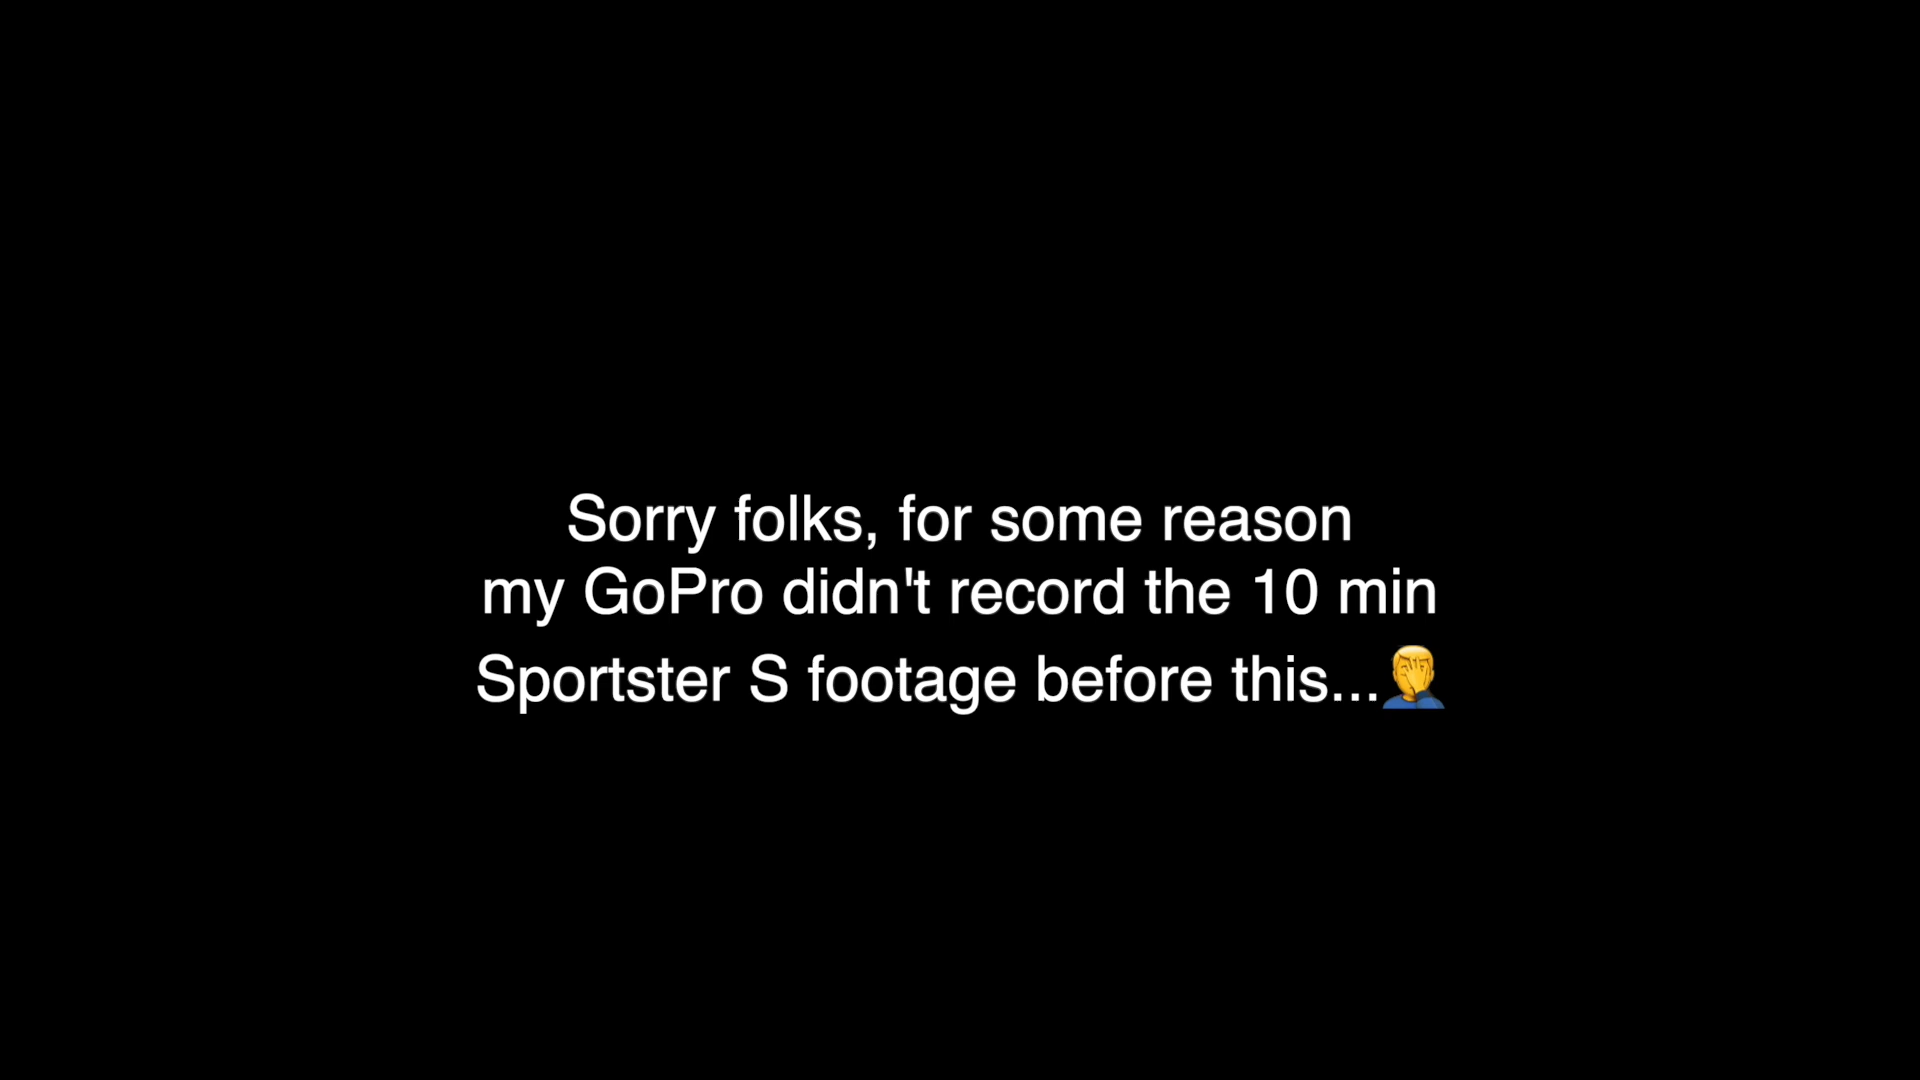 Sorry folks, for some reason
my GoPro didn't record the 10 min
Sportster S footage before this...🤦‍♂️